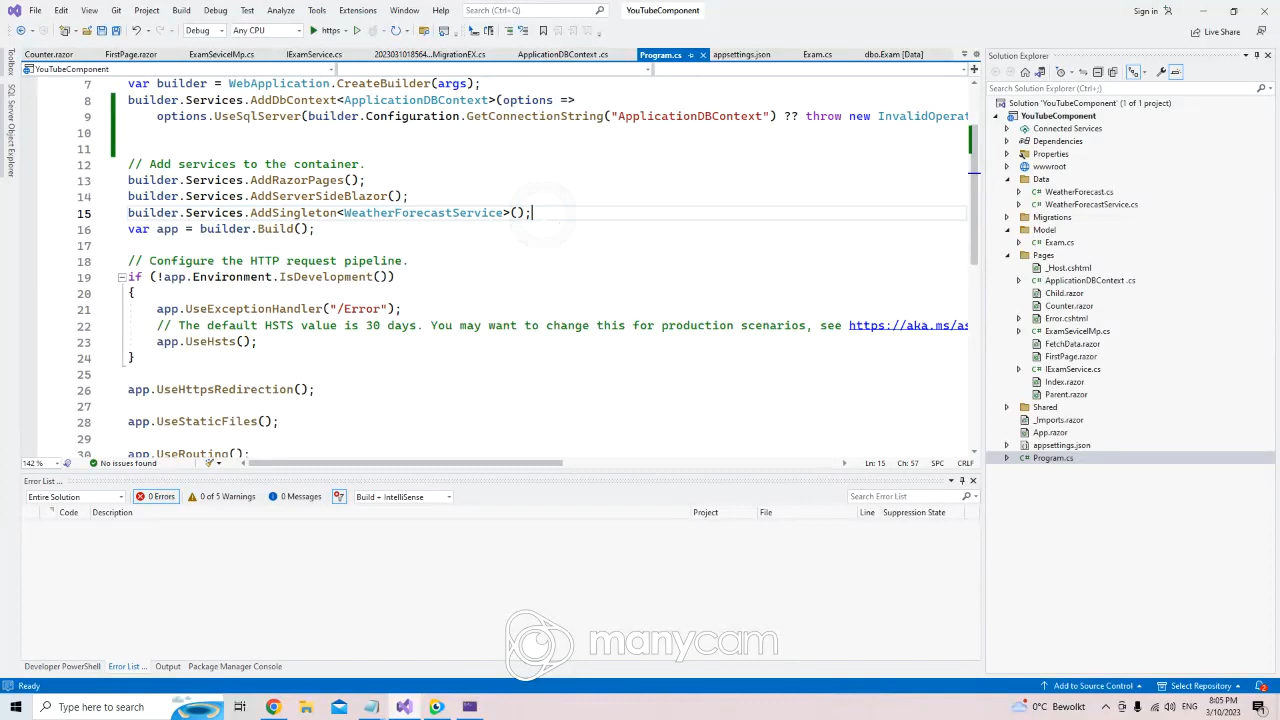 File Edit View Git Project Build Debug Test Analyze Tools Extensions Window Help Search (Ctrl+Q) YouTubeComponent Sign in
Debug Any CPU https Live Share
Toolbox
SQL Server Object Explorer
Counter.razor FirstPage.razor ExamSeviceIMp.cs IExamService.cs 2023031018564...MigrationEX.cs ApplicationDBContext .cs Program.cs appsettings.json Exam.cs dbo.Exam [Data]
YouTubeComponent
7 var builder = WebApplication.CreateBuilder(args);
8 builder.Services.AddDbContext<ApplicationDBContext>(options =>
9 options.UseSqlServer(builder.Configuration.GetConnectionString("ApplicationDBContext") ?? throw new InvalidOperat
10
11
12 // Add services to the container.
13 builder.Services.AddRazorPages();
14 builder.Services.AddServerSideBlazor();
15 builder.Services.AddSingleton<WeatherForecastService>();
16 var app = builder.Build();
17
18 // Configure the HTTP request pipeline.
19 if (!app.Environment.IsDevelopment())
20 {
21 app.UseExceptionHandler("/Error");
22 // The default HSTS value is 30 days. You may want to change this for production scenarios, see https://aka.ms/as
23 app.UseHsts();
24 }
25
26 app.UseHttpsRedirection();
27
28 app.UseStaticFiles();
29
30 app.UseRouting();
142 % No issues found Ln: 15 Ch: 57 SPC CRLF
Error List ...
Entire Solution 0 Errors 0 of 5 Warnings 0 Messages Build + IntelliSense Search Error List
Code Description Project File Line Suppression State
manycam
Developer PowerShell Error List ... Output Package Manager Console
Solution Explorer
Search Solution Explorer (Ctrl+;)
Solution 'YouTubeComponent' (1 of 1 project)
YouTubeComponent
Connected Services
Dependencies
Properties
wwwroot
Data
WeatherForecast.cs
WeatherForecastService.cs
Migrations
Model
Exam.cs
Pages
_Host.cshtml
ApplicationDBContext .cs
Child.razor
Counter.razor
Error.cshtml
ExamSeviceIMp.cs
FetchData.razor
FirstPage.razor
IExamService.cs
Index.razor
Parent.razor
Shared
_Imports.razor
App.razor
appsettings.json
Program.cs
Ready Add to Source Control Select Repository 2
Type here to search 0°C Bewolkt 8:05 PM
3/10/2023